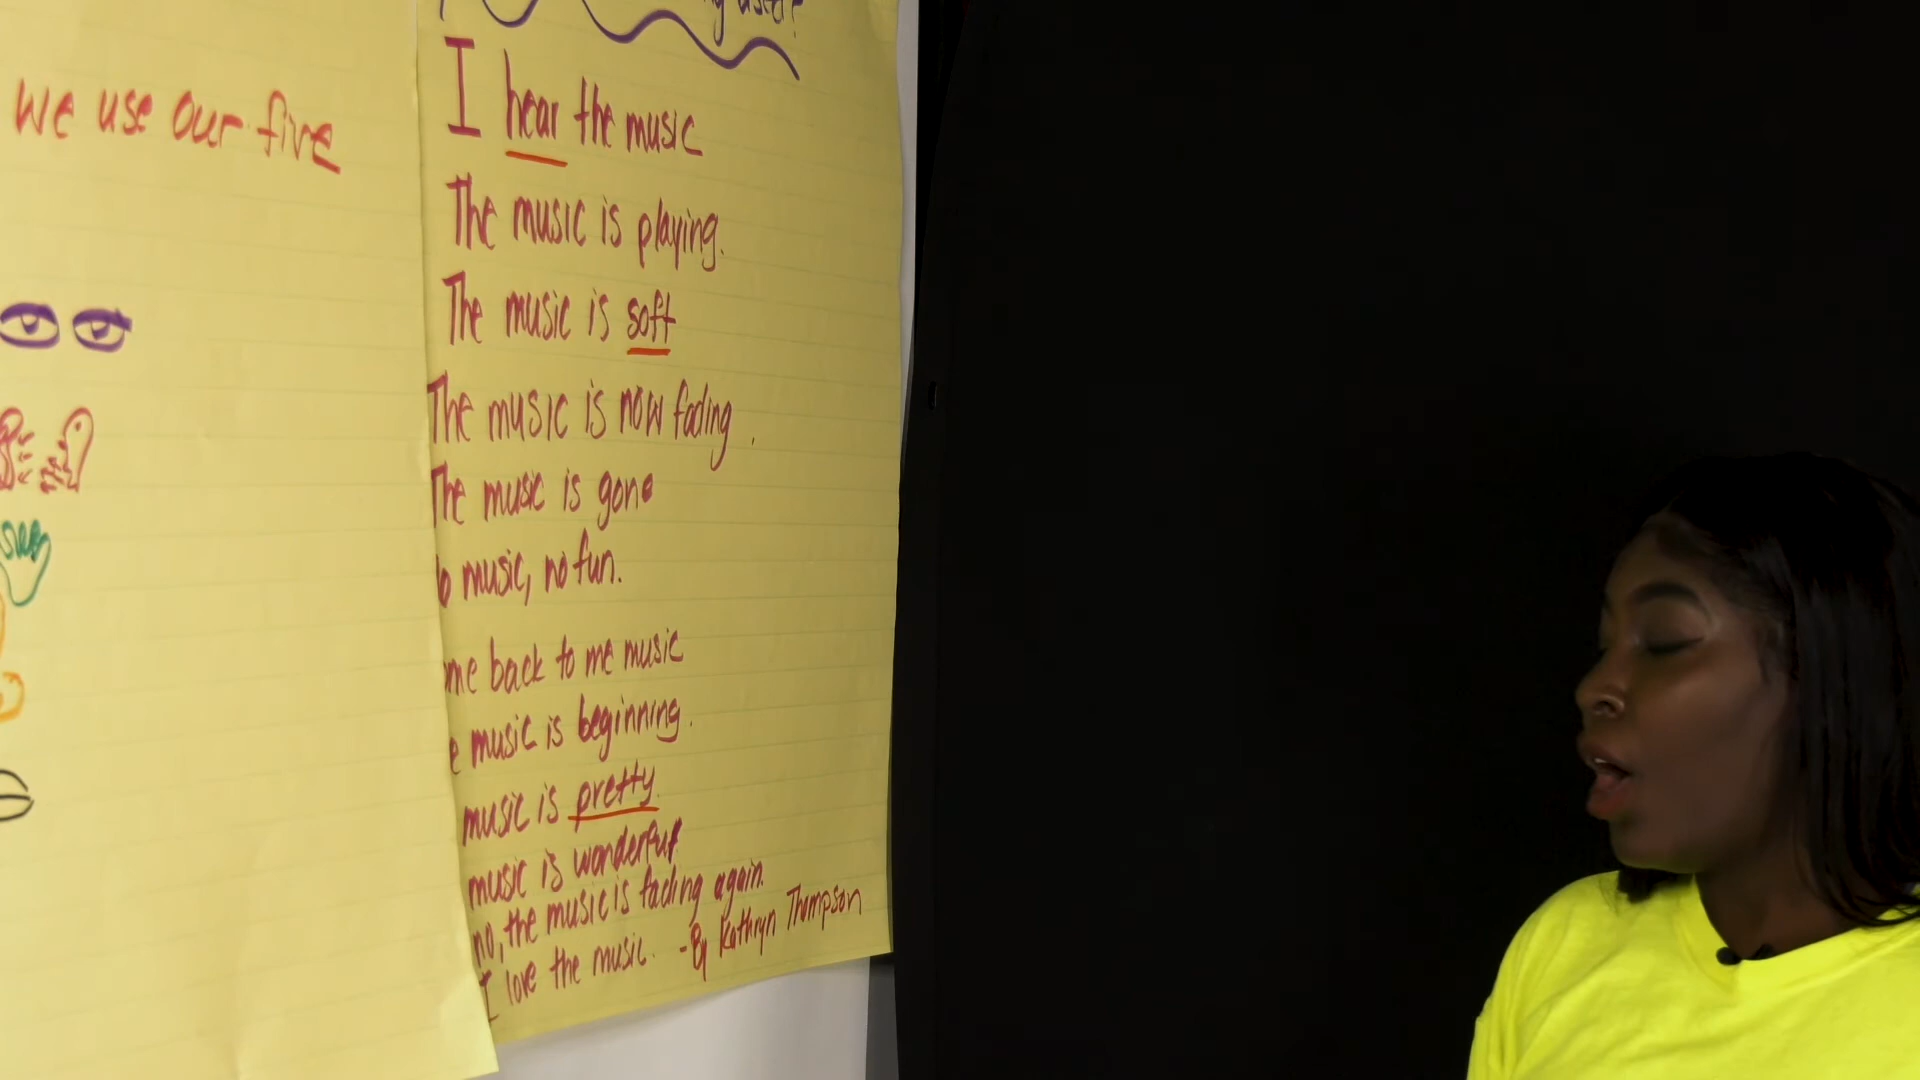 we use our five
I hear the music
The music is playing.
The music is soft
The music is now fading.
The music is gone
music, no fun.
me back to me music
music is beginning.
music is pretty.
music is wonderful
no, the music is fading again.
I love the music. -By Kathryn Thompson